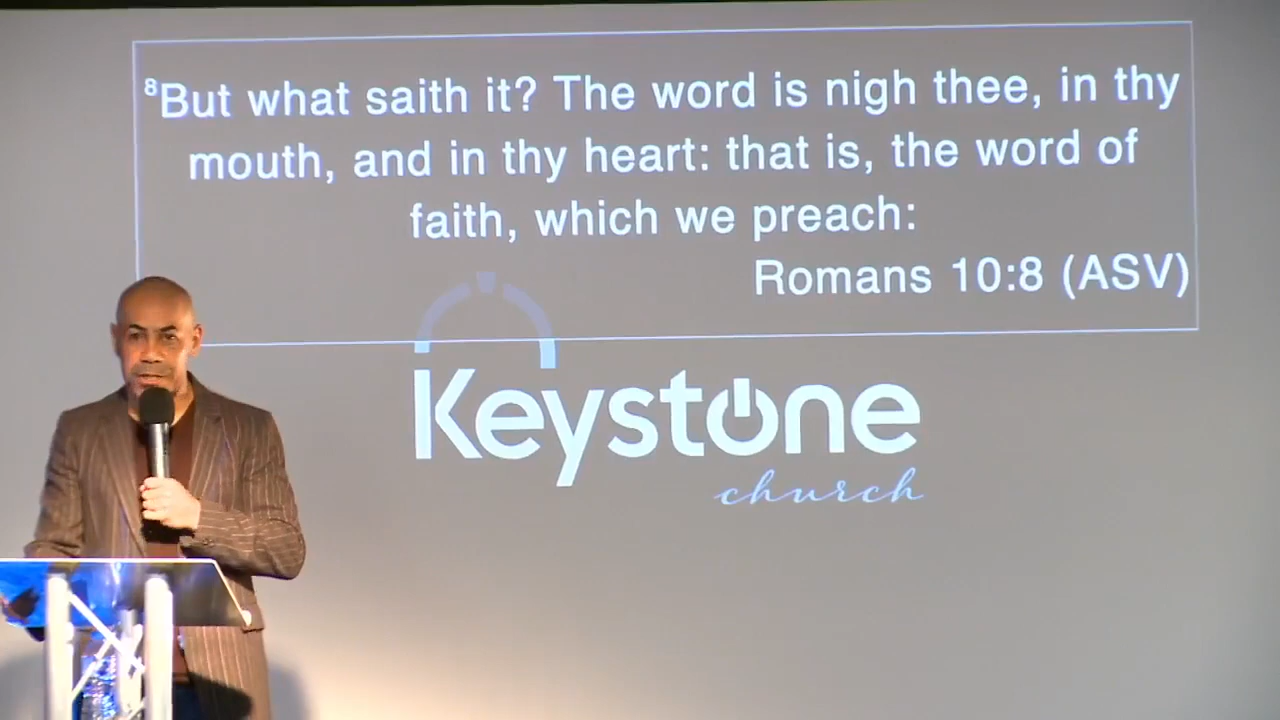 ⁸But what saith it? The word is nigh thee, in thy
mouth, and in thy heart: that is, the word of
faith, which we preach:
Romans 10:8 (ASV)
Keystone
church